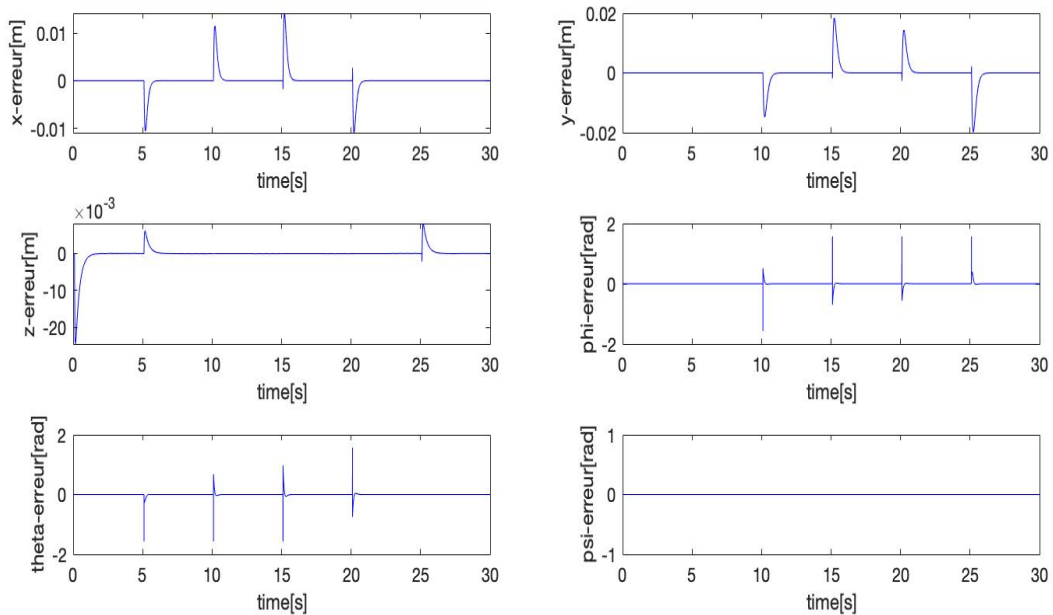 x-erreur[m]
0.01
0
-0.01
0 5 10 15 20 25 30
time[s]
y-erreur[m]
0.02
0
-0.02
0 5 10 15 20 25 30
time[s]
×10-3
z-erreur[m]
0
-10
-20
0 5 10 15 20 25 30
time[s]
phi-erreur[rad]
2
0
-2
0 5 10 15 20 25 30
time[s]
theta-erreur[rad]
2
0
-2
0 5 10 15 20 25 30
time[s]
psi-erreur[rad]
1
0
-1
0 5 10 15 20 25 30
time[s]